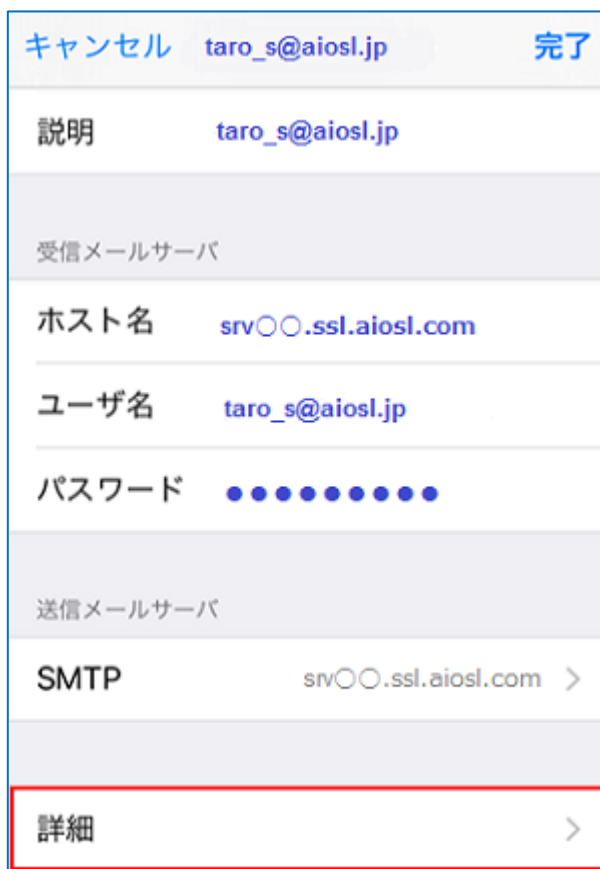 キャンセル taro_s@aiosl.jp 完了
説明 taro_s@aiosl.jp
受信メールサーバ
ホスト名 srv〇〇.ssl.aiosl.com
ユーザ名 taro_s@aiosl.jp
パスワード ●●●●●●●●●
送信メールサーバ
SMTP srv〇〇.ssl.aiosl.com >
詳細 >